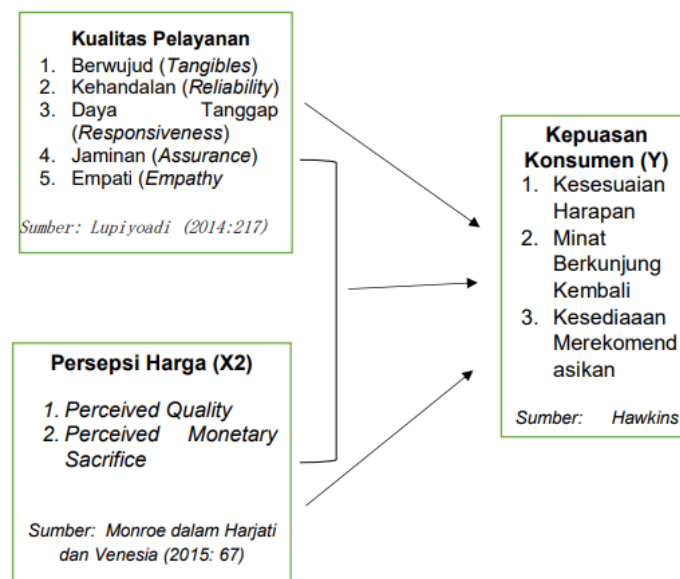 Kualitas Pelayanan
1. Berwujud (Tangibles)
2. Kehandalan (Reliability)
3. Daya Tanggap
(Responsiveness)
4. Jaminan (Assurance)
5. Empati (Empathy
Sumber: Lupiyoadi (2014:217)
Persepsi Harga (X2)
1. Perceived Quality
2. Perceived Monetary
Sacrifice
Sumber: Monroe dalam Harjati
dan Venesia (2015: 67)
Kepuasan
Konsumen (Y)
1. Kesesuaian
Harapan
2. Minat
Berkunjung
Kembali
3. Kesediaaan
Merekomend
asikan
Sumber: Hawkins